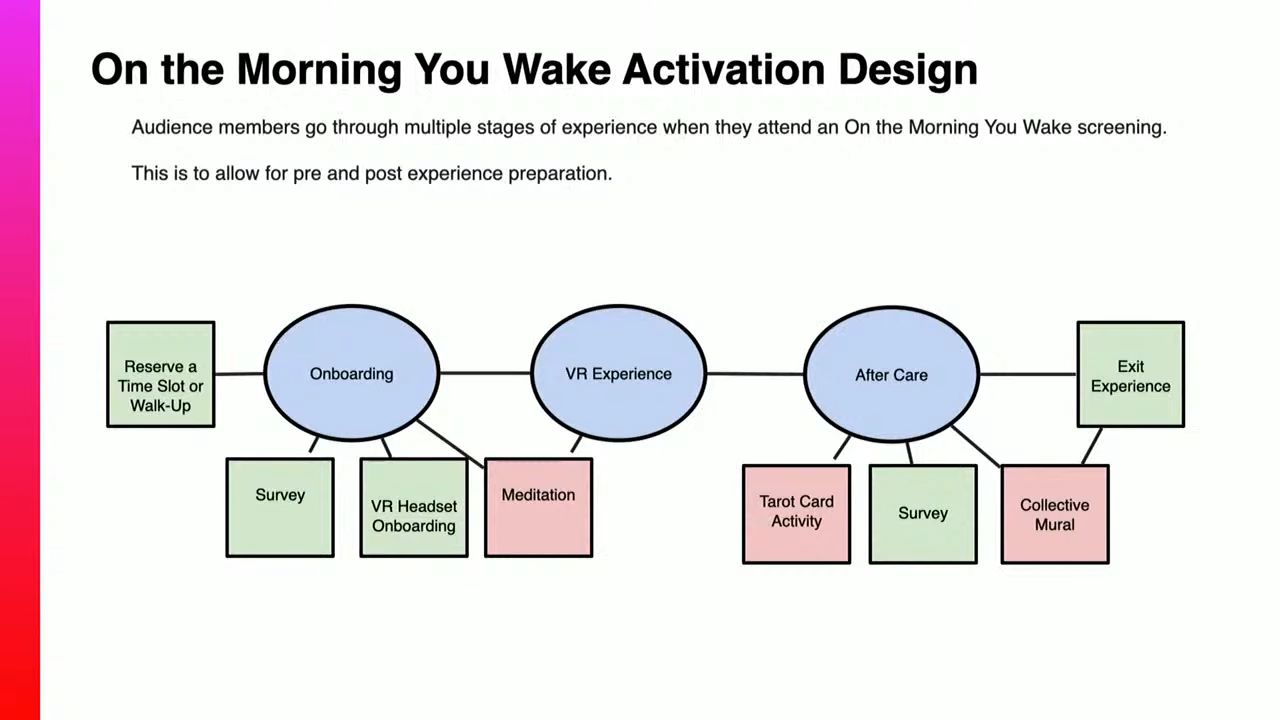 On the Morning You Wake Activation Design
Audience members go through multiple stages of experience when they attend an On the Morning You Wake screening.
This is to allow for pre and post experience preparation.
Reserve a
Time Slot or
Walk-Up
Onboarding
VR Experience
After Care
Exit
Experience
Survey
VR Headset
Onboarding
Meditation
Tarot Card
Activity
Survey
Collective
Mural